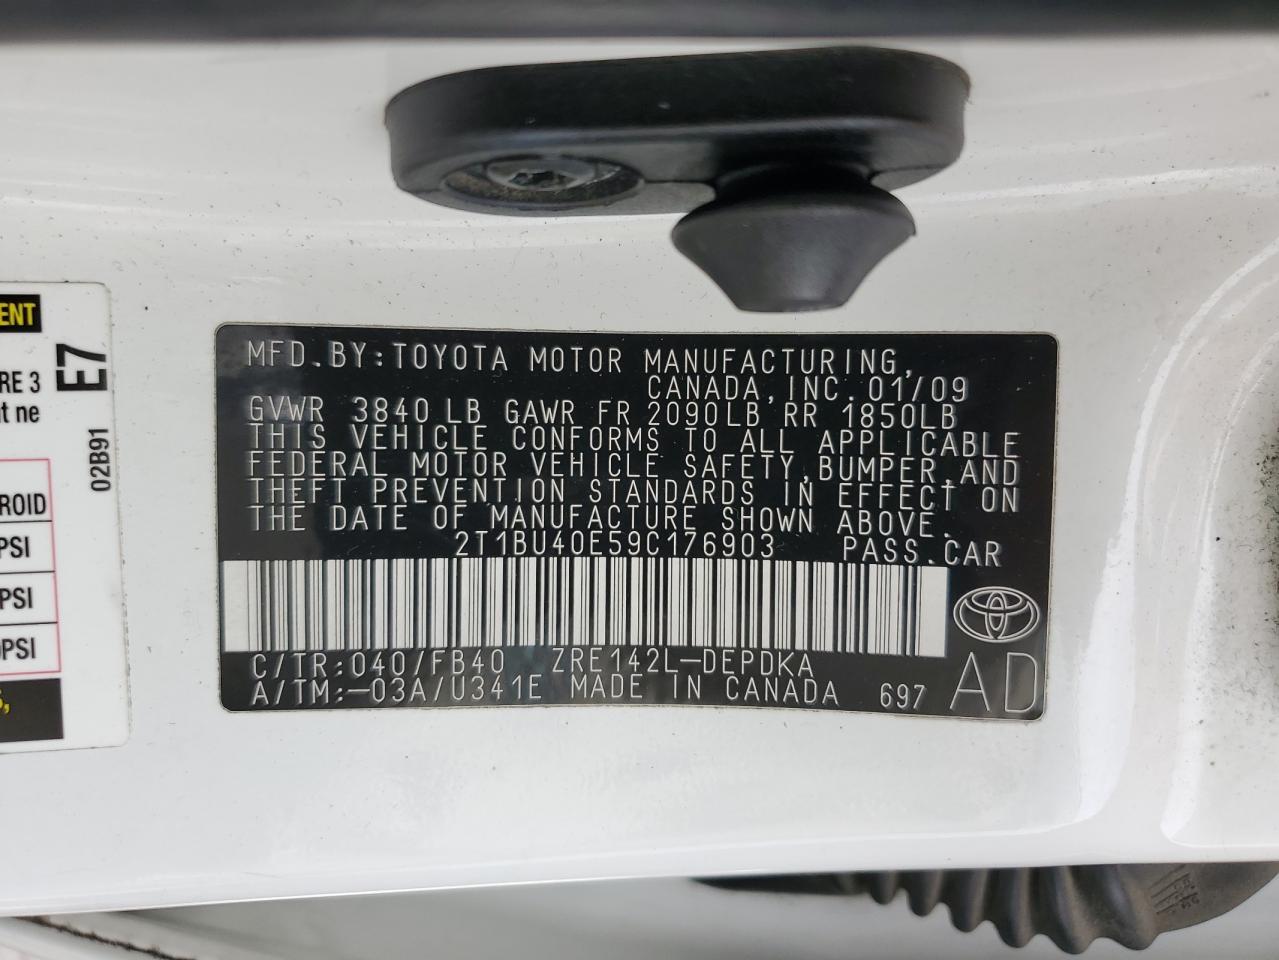 ENT
E7
RE 3
t ne
02B91
ROID
PSI
PSI
PSI
MFD.BY:TOYOTA MOTOR MANUFACTURING,
CANADA,INC.01/09
GVWR 3840LB GAWR FR 2090LB RR 1850LB
THIS VEHICLE CONFORMS TO ALL APPLICABLE
FEDERAL MOTOR VEHICLE SAFETY,BUMPER,AND
THEFT PREVENTION STANDARDS IN EFFECT ON
THE DATE OF MANUFACTURE SHOWN ABOVE.
2T1BU40E59C176903 PASS.CAR
C/TR:040/FB40 ZRE142L-DEPDKA
A/TM:-03A/U341E MADE IN CANADA 697 AD